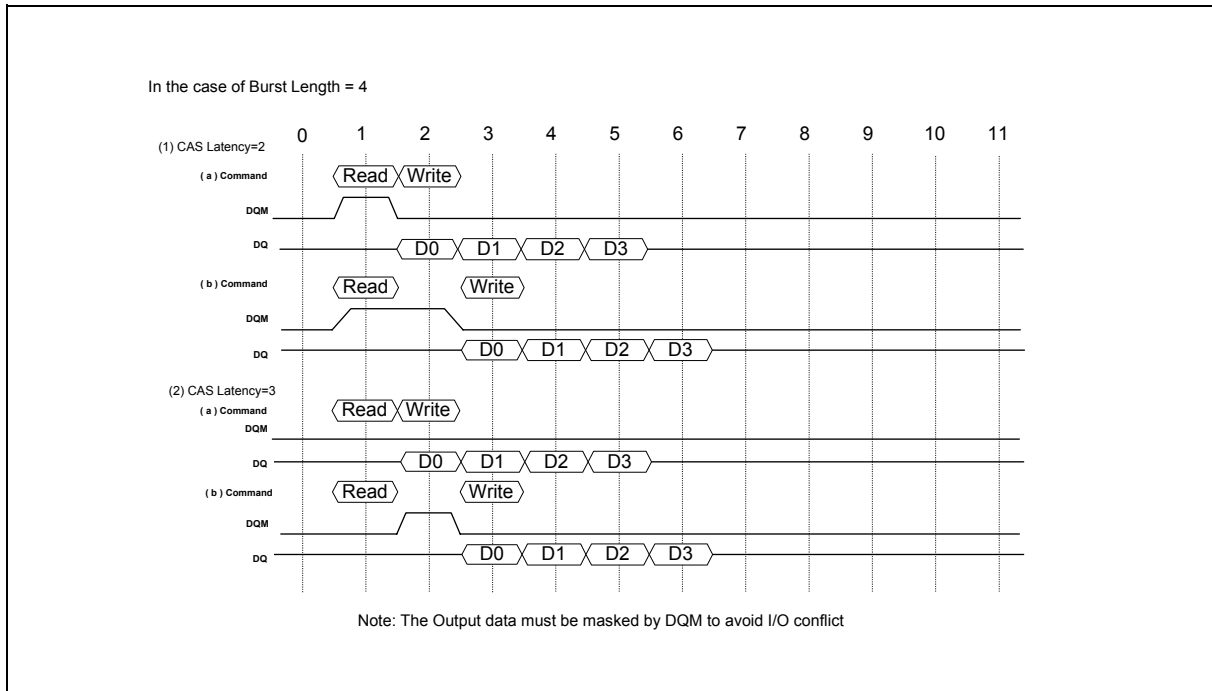 In the case of Burst Length = 4
0 1 2 3 4 5 6 7 8 9 10 11
(1) CAS Latency=2
( a ) Command Read Write
DQM
DQ D0 D1 D2 D3
( b ) Command Read Write
DQM
DQ D0 D1 D2 D3
(2) CAS Latency=3
( a ) Command Read Write
DQM
DQ D0 D1 D2 D3
( b ) Command Read Write
DQM
DQ D0 D1 D2 D3
Note: The Output data must be masked by DQM to avoid I/O conflict